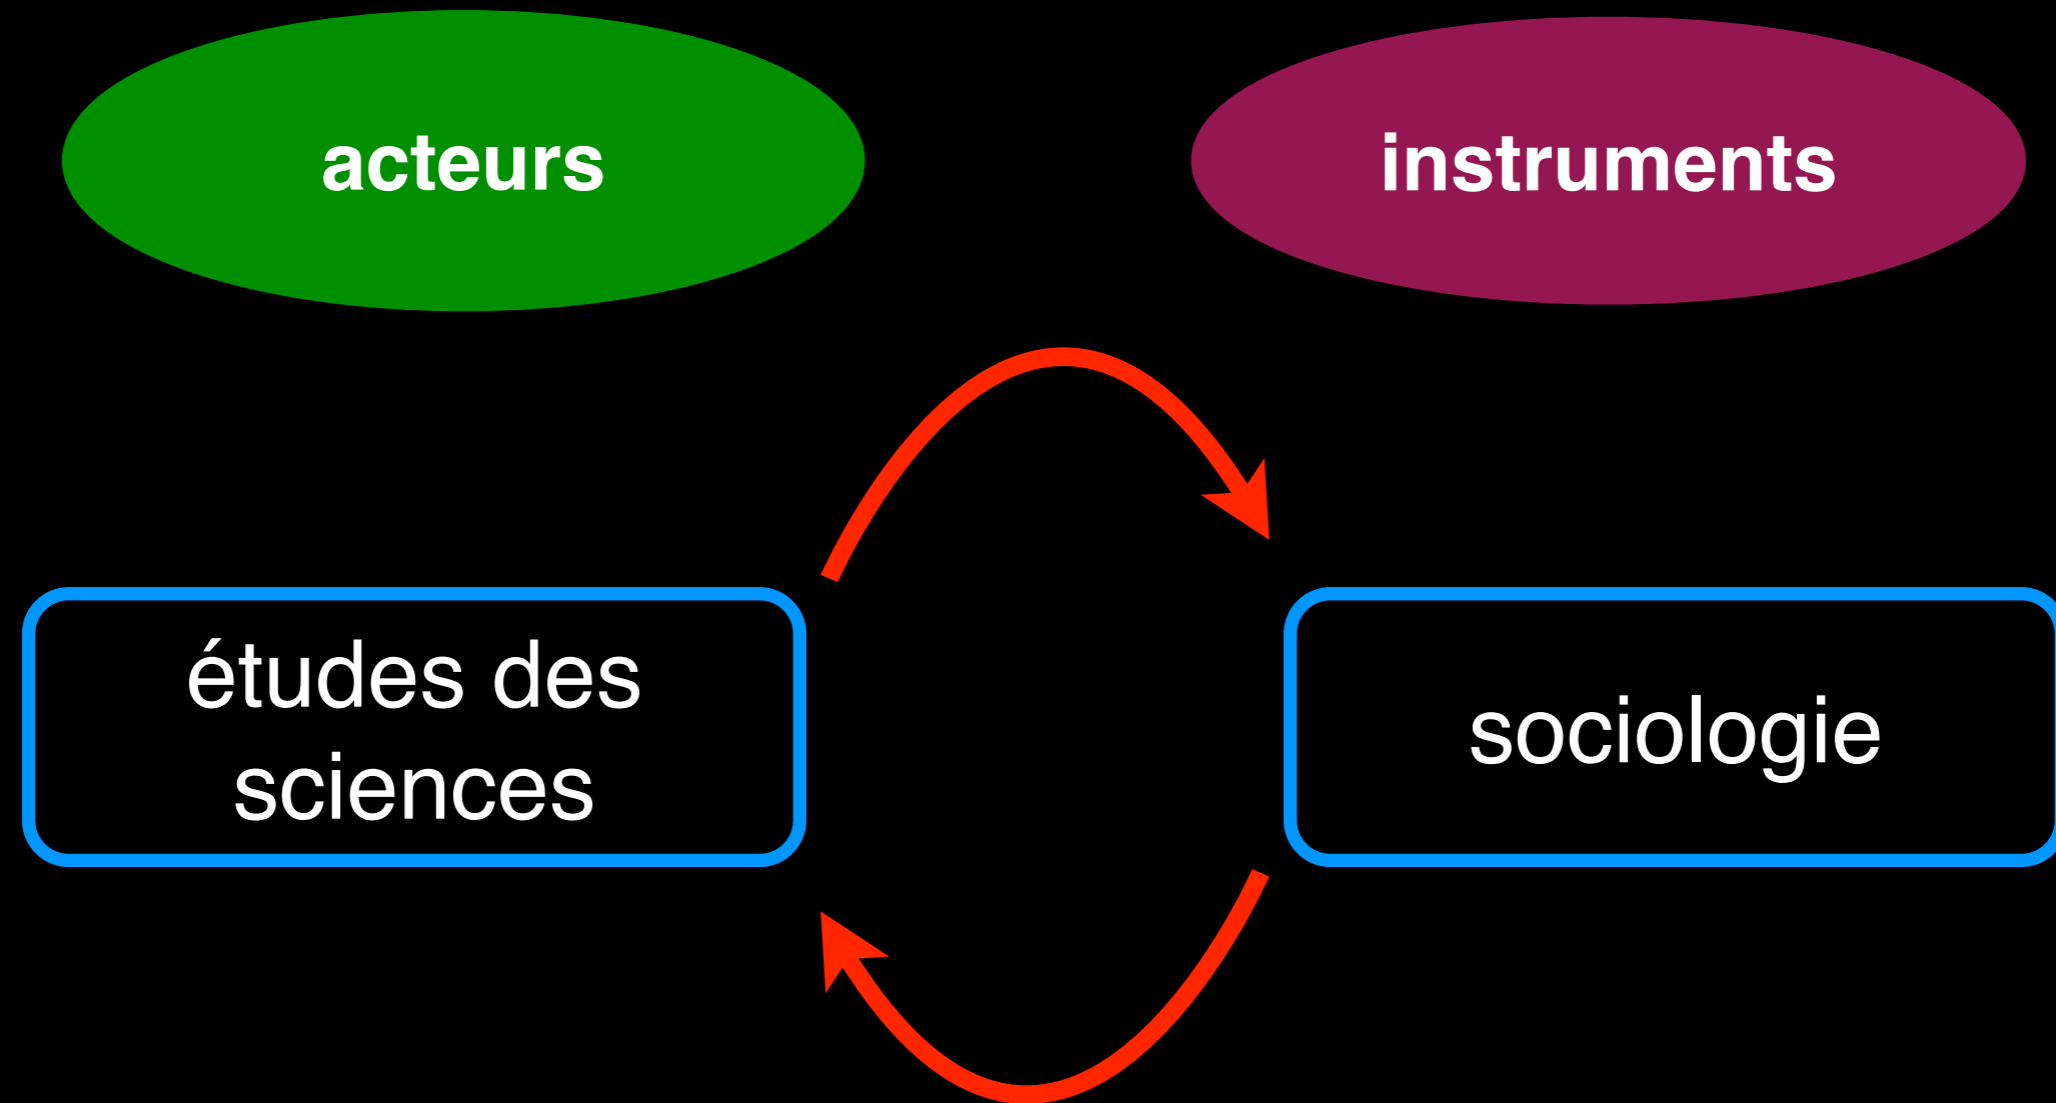 acteurs
instruments
études des
sciences
sociologie